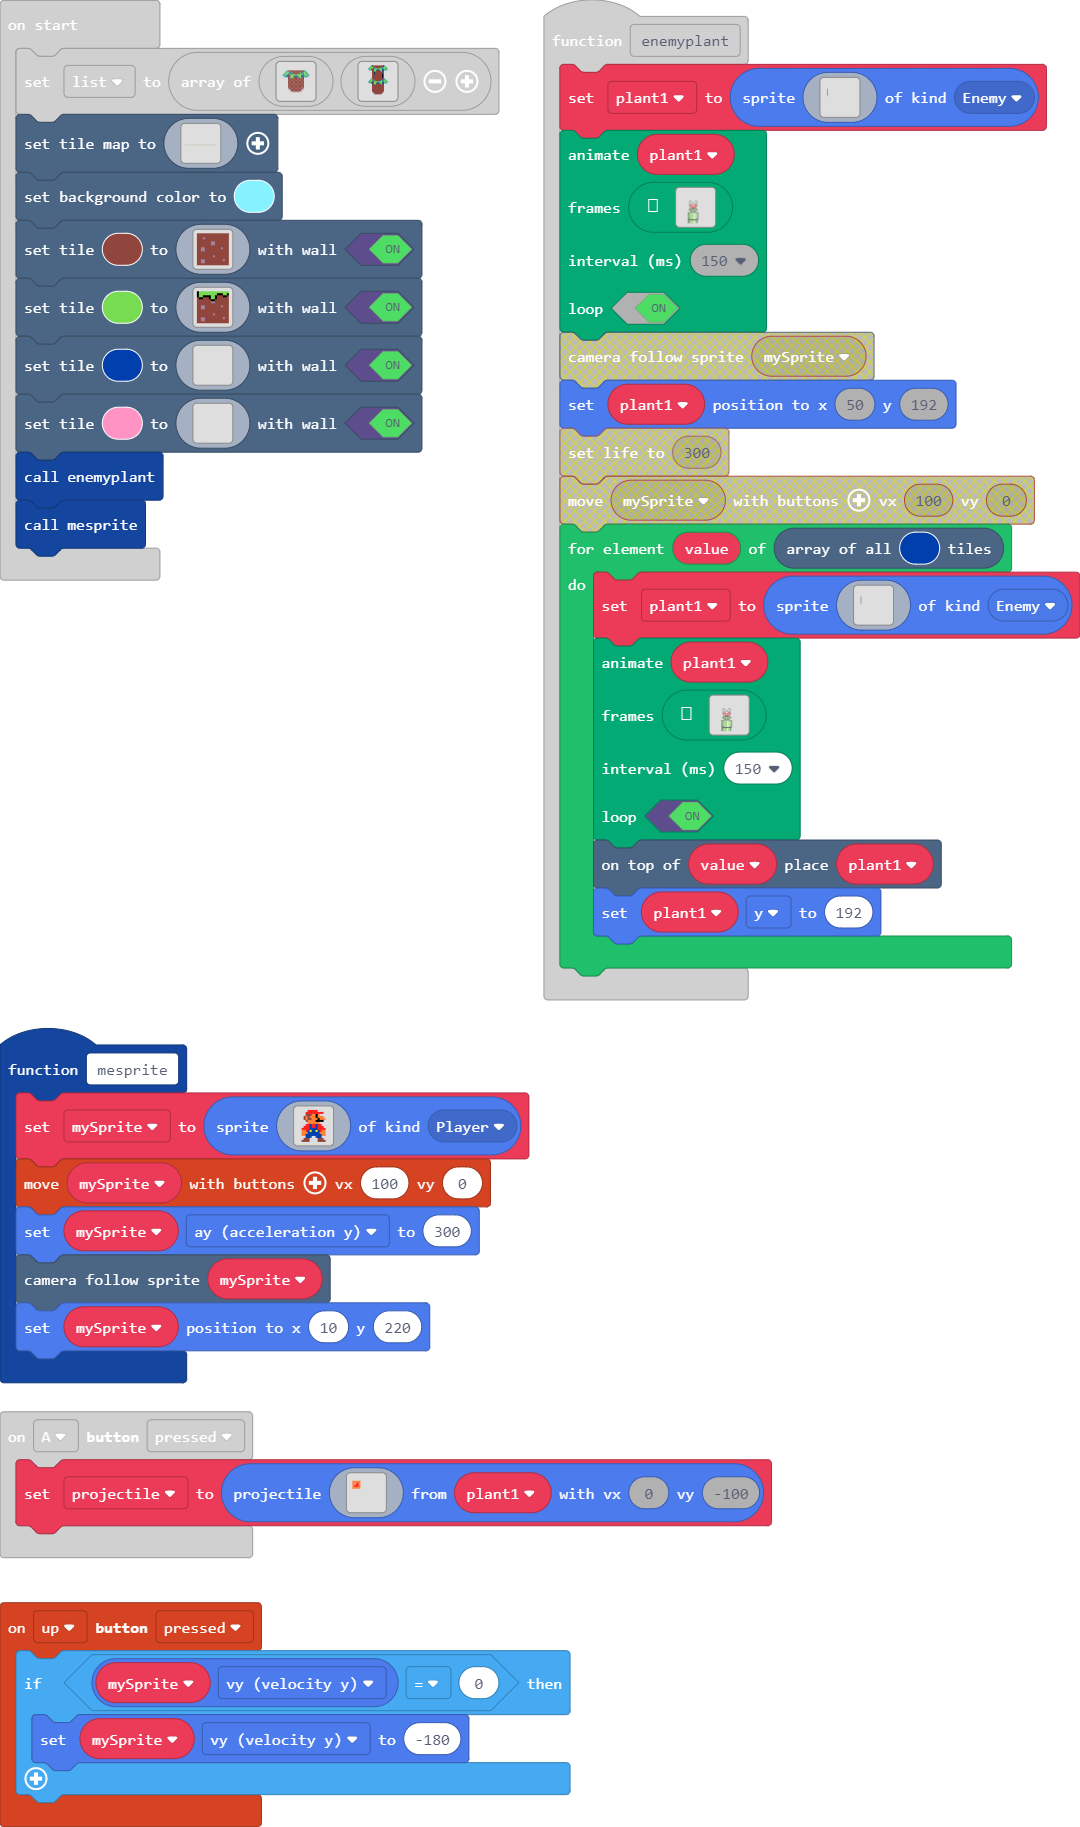 on start
set list to array of
set tile map to
set background color to
set tile to with wall ON
set tile to with wall ON
set tile to with wall ON
set tile to with wall ON
call enemyplant
call mesprite
function enemyplant
set plant1 to sprite of kind Enemy
animate plant1
frames
interval (ms) 150
loop ON
camera follow sprite mySprite
set plant1 position to x 50 y 192
set life to 300
move mySprite with buttons vx 100 vy 0
for element value of array of all tiles
do
set plant1 to sprite of kind Enemy
animate plant1
frames
interval (ms) 150
loop ON
on top of value place plant1
set plant1 y to 192
function mesprite
set mySprite to sprite of kind Player
move mySprite with buttons vx 100 vy 0
set mySprite ay (acceleration y) to 300
camera follow sprite mySprite
set mySprite position to x 10 y 220
on A button pressed
set projectile to projectile from plant1 with vx 0 vy -100
on up button pressed
if mySprite vy (velocity y) = 0 then
set mySprite vy (velocity y) to -180